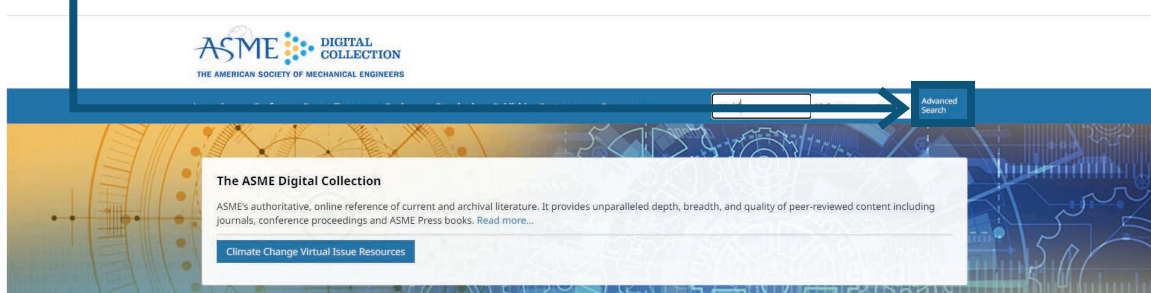 ASME DIGITAL
COLLECTION
THE AMERICAN SOCIETY OF MECHANICAL ENGINEERS
Advanced
Search
The ASME Digital Collection
ASME's authoritative, online reference of current and archival literature. It provides unparalleled depth, breadth, and quality of peer-reviewed content including
journals, conference proceedings and ASME Press books. Read more...
Climate Change Virtual Issue Resources